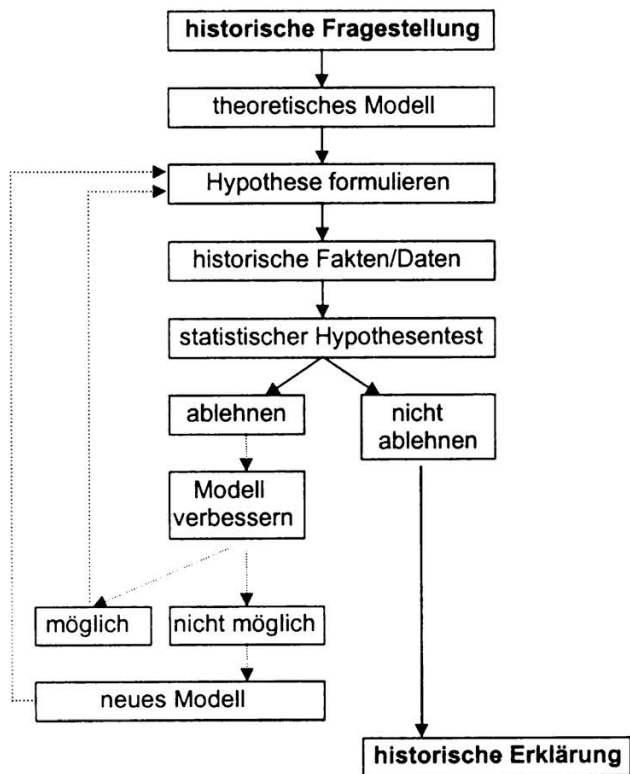 historische Fragestellung
theoretisches Modell
Hypothese formulieren
historische Fakten/Daten
statistischer Hypothesentest
ablehnen
nicht
ablehnen
Modell
verbessern
möglich
nicht möglich
neues Modell
historische Erklärung